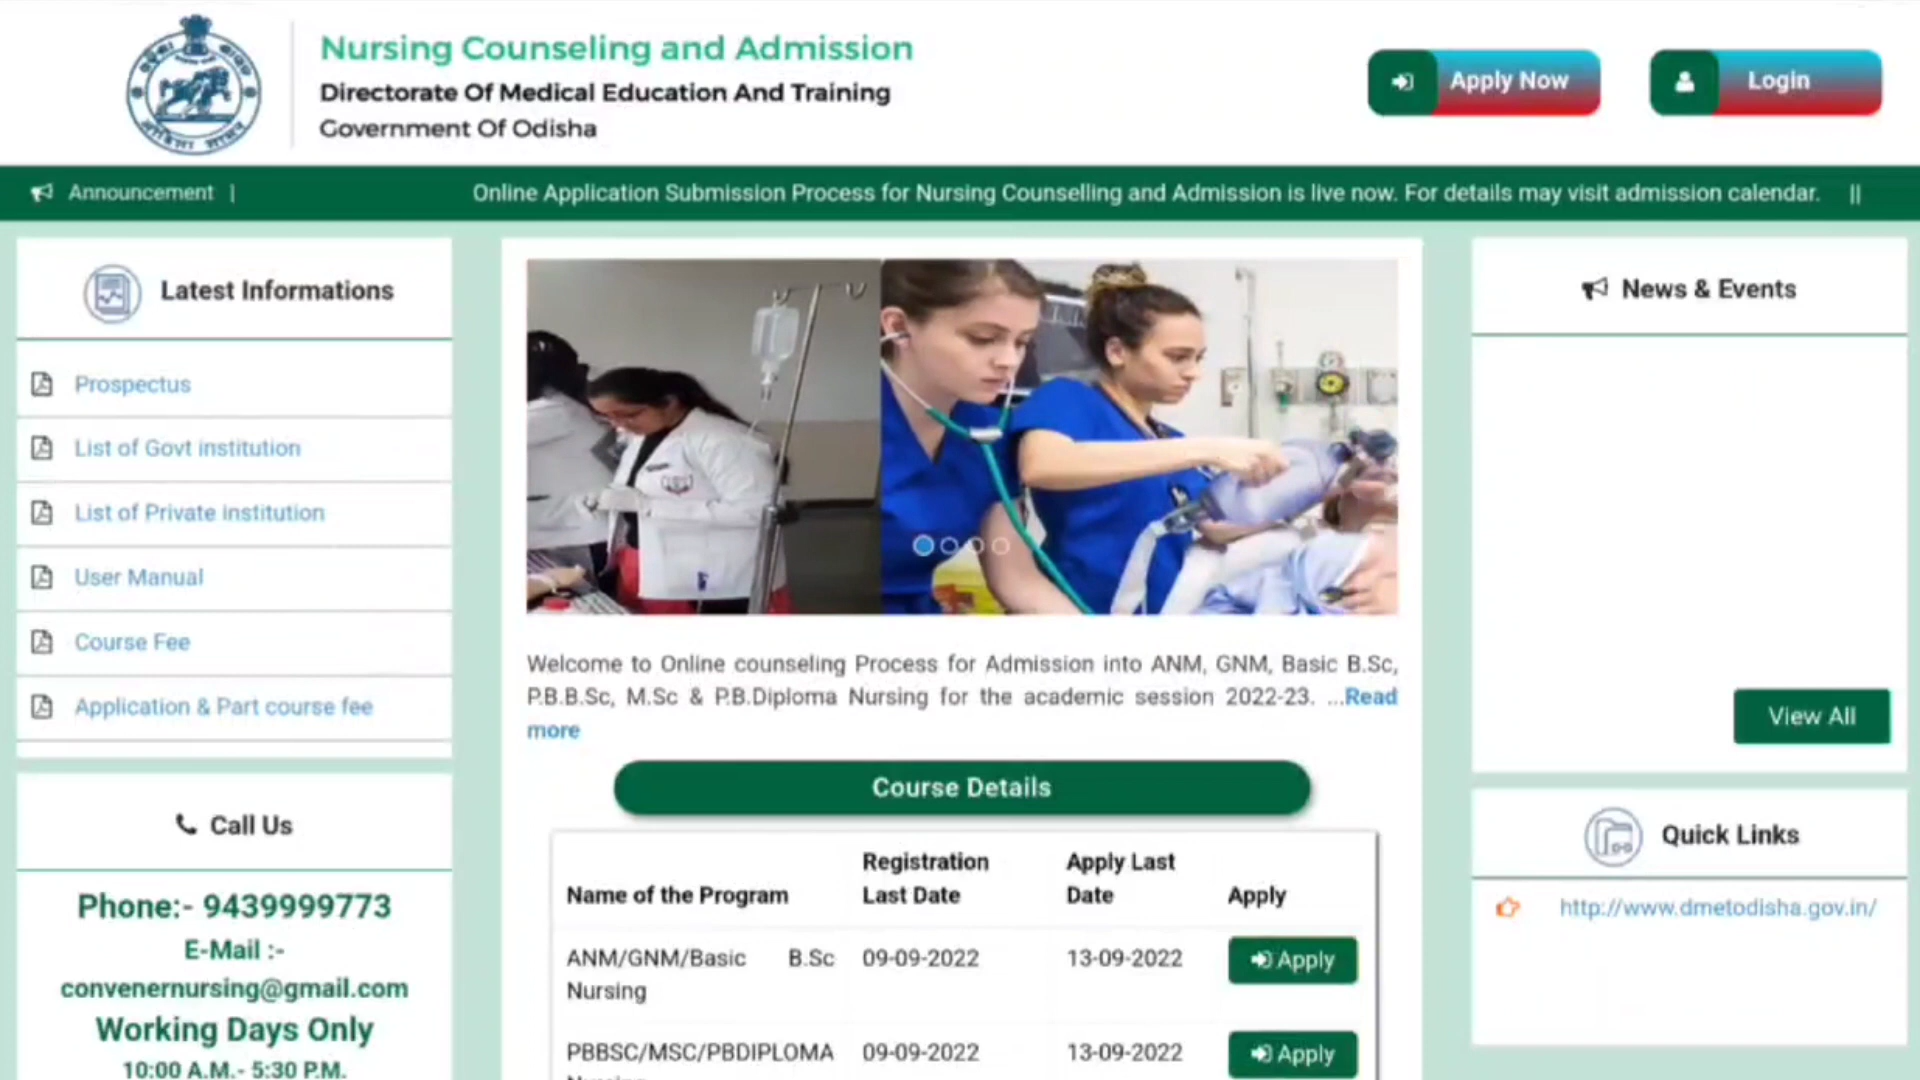 Nursing Counseling and Admission
Directorate Of Medical Education And Training
Government Of Odisha
Apply Now
Login
Announcement |
Online Application Submission Process for Nursing Counselling and Admission is live now. For details may visit admission calendar. ||
Latest Informations
Prospectus
List of Govt institution
List of Private institution
User Manual
Course Fee
Application & Part course fee
Call Us
Phone:- 9439999773
E-Mail :-
convenernursing@gmail.com
Working Days Only
10:00 A.M.- 5:30 P.M.
Welcome to Online counseling Process for Admission into ANM, GNM, Basic B.Sc,
P.B.B.Sc, M.Sc & P.B.Diploma Nursing for the academic session 2022-23. ...Read
more
Course Details
Name of the Program
Registration
Last Date
Apply Last
Date
Apply
ANM/GNM/Basic B.Sc
Nursing
09-09-2022
13-09-2022
Apply
PBBSC/MSC/PBDIPLOMA
09-09-2022
13-09-2022
Apply
News & Events
View All
Quick Links
http://www.dmetodisha.gov.in/